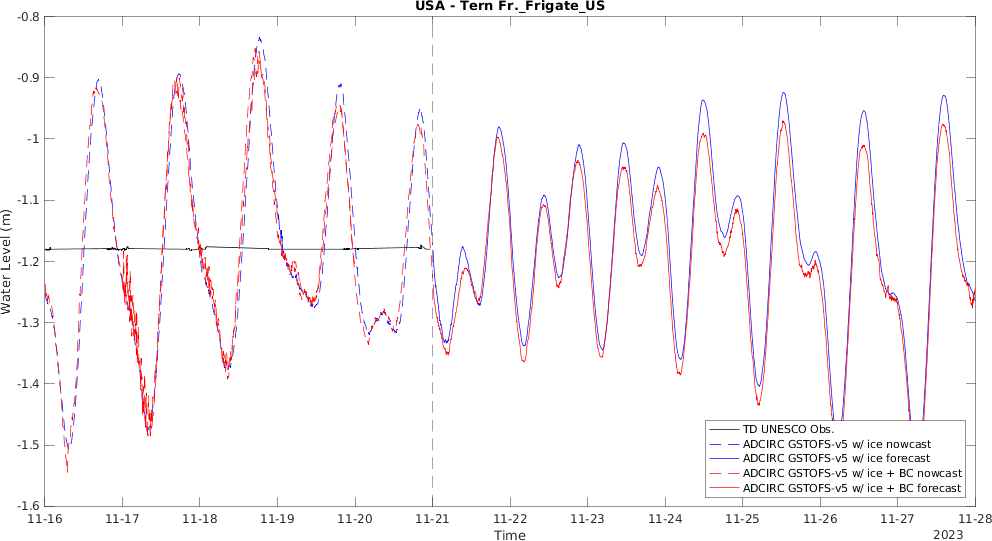 USA - Tern Fr._Frigate_US
-0.8
-0.9
-1
-1.1
-1.2
-1.3
-1.4
-1.5
-1.6
Water Level (m)
TD UNESCO Obs.
ADCIRC GSTOFS-v5 w/ ice nowcast
ADCIRC GSTOFS-v5 w/ ice forecast
ADCIRC GSTOFS-v5 w/ ice + BC nowcast
ADCIRC GSTOFS-v5 w/ ice + BC forecast
11-16 11-17 11-18 11-19 11-20 11-21 11-22 11-23 11-24 11-25 11-26 11-27 11-28
Time
2023